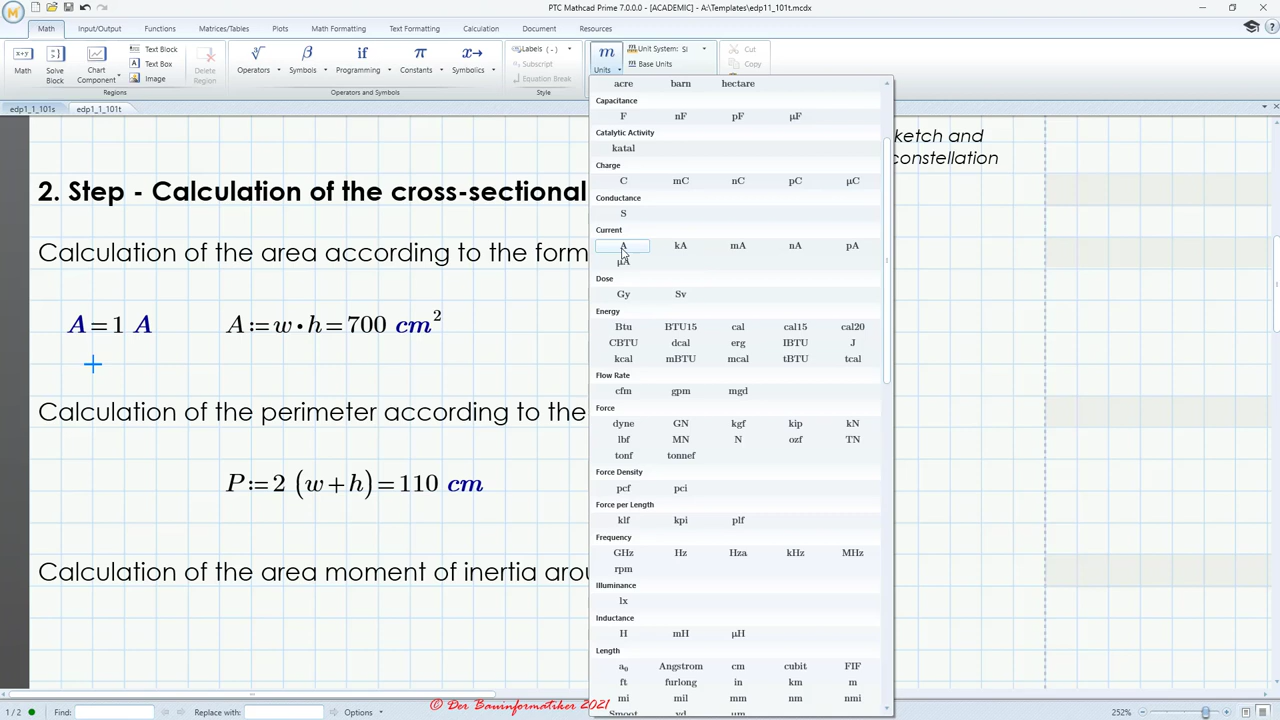 PTC Mathcad Prime 7.0.0.0 - [ACADEMIC] - A:\Templates\edp11_101t.mcdx
Math Input/Output Functions Matrices/Tables Plots Math Formatting Text Formatting Calculation Document Resources
Math Solve Block Chart Component Text Block Text Box Image Delete Region Operators Symbols Programming Constants Symbolics Labels (–) Subscript Equation Break Units Unit System: SI Base Units Cut Copy
Regions Operators and Symbols Style
edp1_1_101s edp1_1_101t
ketch and
constellation
2. Step - Calculation of the cross-sectional
Calculation of the area according to the form
A=1 A A:=w·h=700 cm²
Calculation of the perimeter according to the
P:=2 (w+h)=110 cm
Calculation of the area moment of inertia arou
acre barn hectare
Capacitance
F nF pF µF
Catalytic Activity
katal
Charge
C mC nC pC µC
Conductance
S
Current
A kA mA nA pA
µA
Dose
Gy Sv
Energy
Btu BTU15 cal cal15 cal20
CBTU dcal erg IBTU J
kcal mBTU mcal tBTU tcal
Flow Rate
cfm gpm mgd
Force
dyne GN kgf kip kN
lbf MN N ozf TN
tonf tonnef
Force Density
pcf pci
Force per Length
klf kpi plf
Frequency
GHz Hz Hza kHz MHz
rpm
Illuminance
lx
Inductance
H mH µH
Length
a₀ Angstrom cm cubit FIF
ft furlong in km m
mi mil mm nm nmi
Smoot yd µm
© Der Bauinformatiker 2021
1 / 2 Find: Replace with: Options 252%